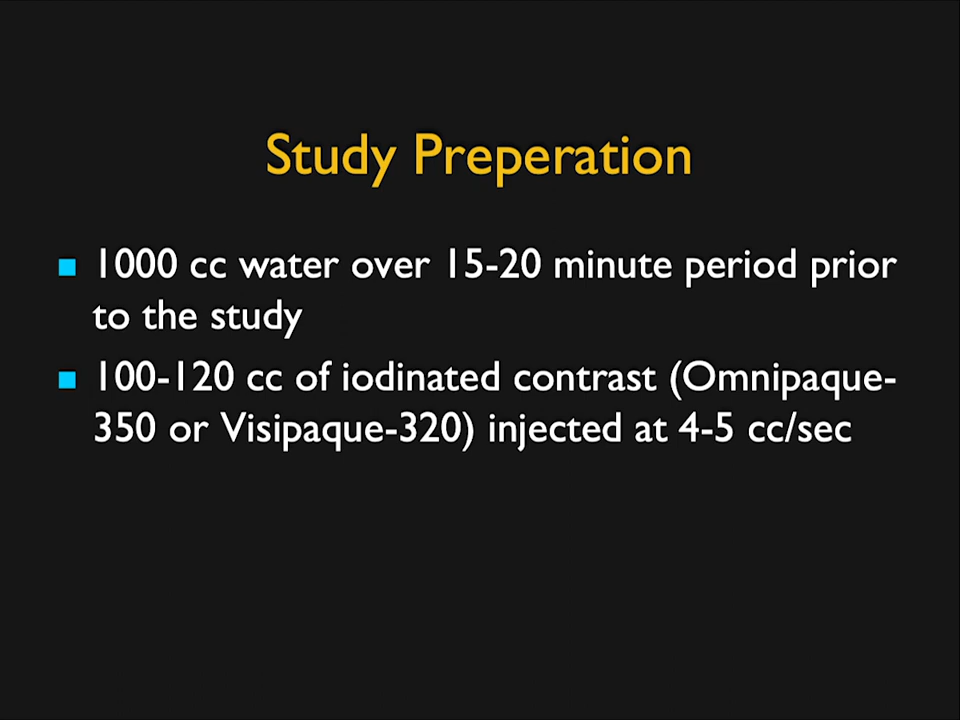 Study Preperation
1000 cc water over 15-20 minute period prior
to the study
100-120 cc of iodinated contrast (Omnipaque-
350 or Visipaque-320) injected at 4-5 cc/sec